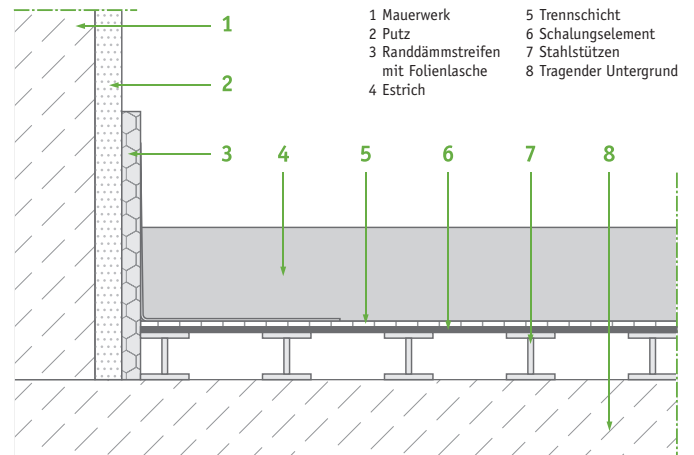 1 Mauerwerk
2 Putz
3 Randdämmstreifen
mit Folienlasche
4 Estrich
5 Trennschicht
6 Schalungselement
7 Stahlstützen
8 Tragender Untergrund
1
2
3
4
5
6
7
8